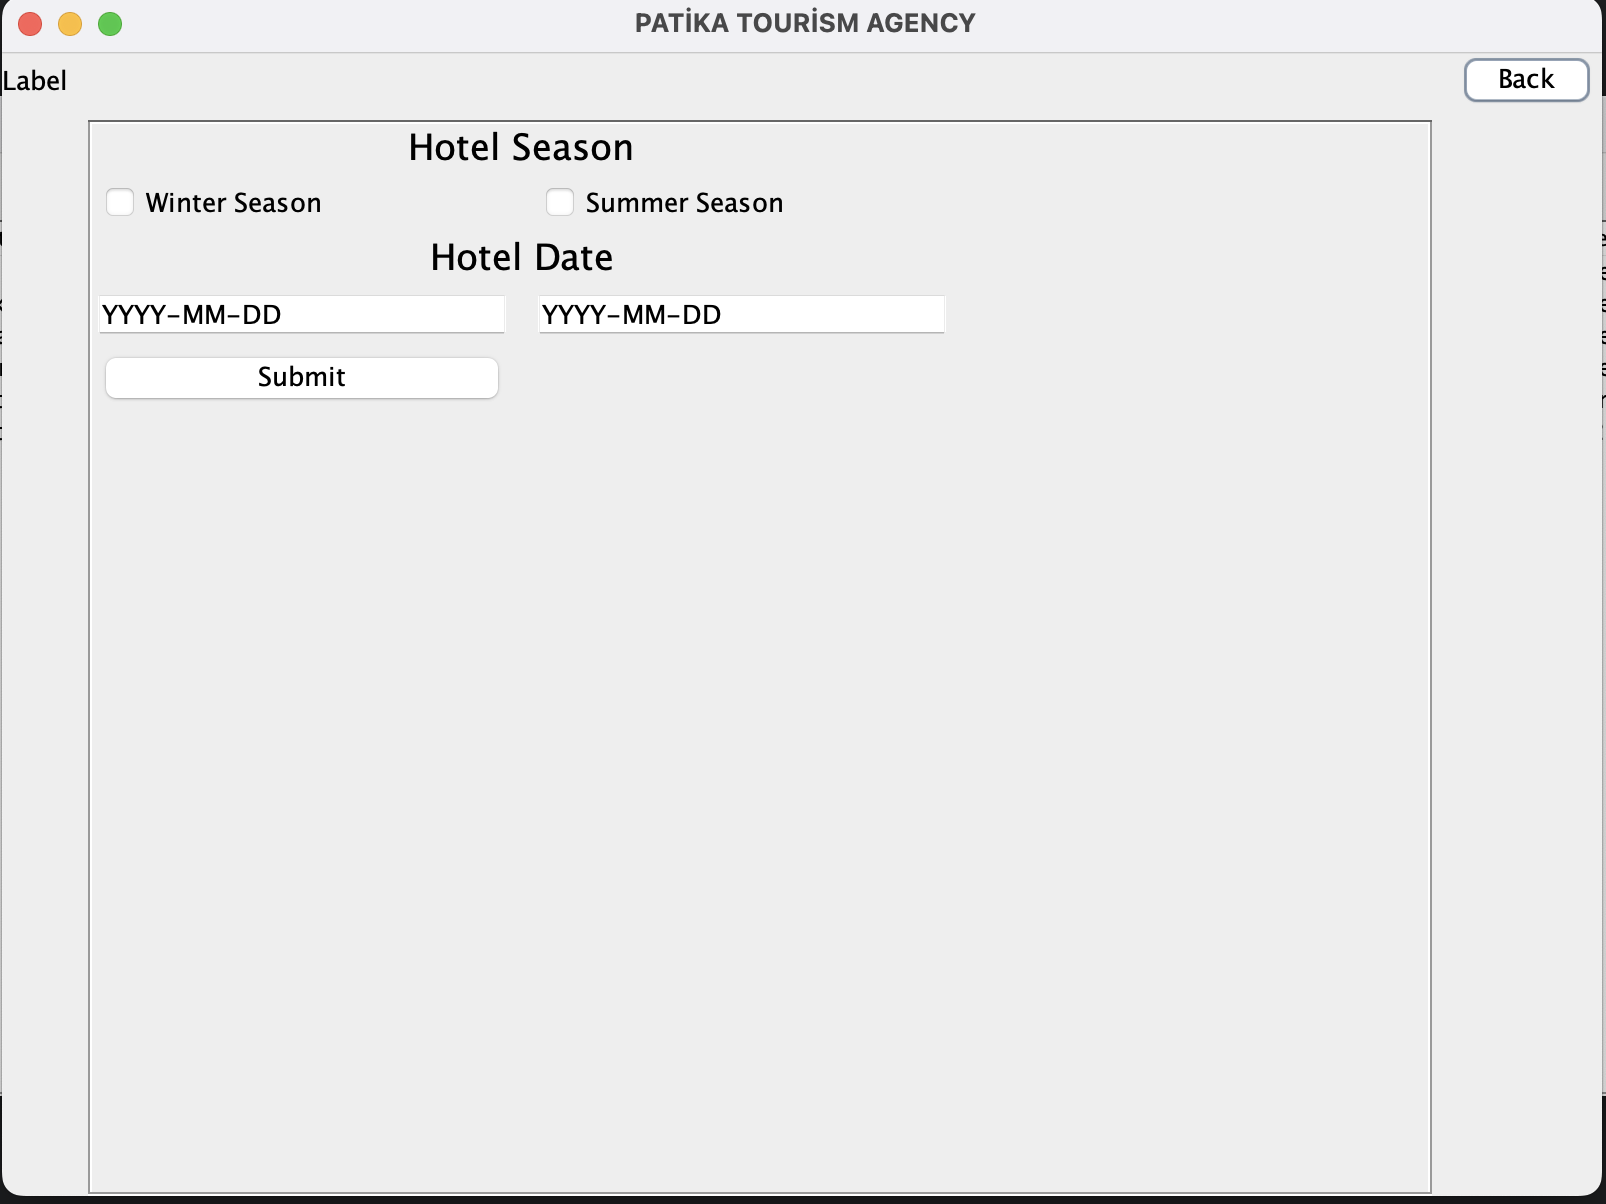 PATİKA TOURİSM AGENCY
Label
Back
Hotel Season
Winter Season
Summer Season
Hotel Date
YYYY-MM-DD
YYYY-MM-DD
Submit